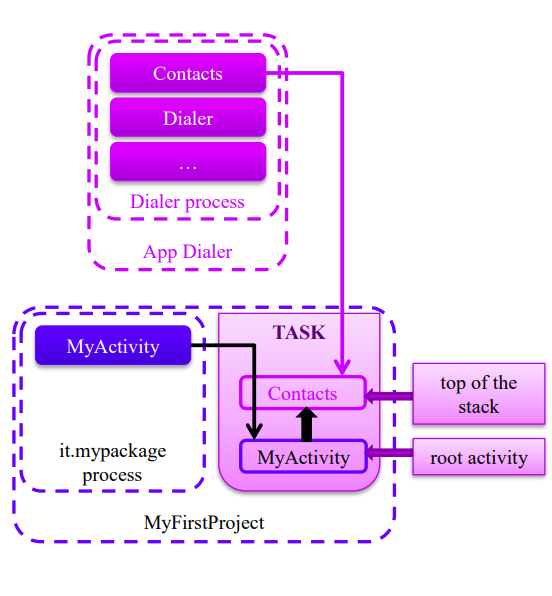 Contacts
Dialer
...
Dialer process
App Dialer
TASK
MyActivity
Contacts
top of the
stack
it.mypackage
process
MyActivity
root activity
MyFirstProject